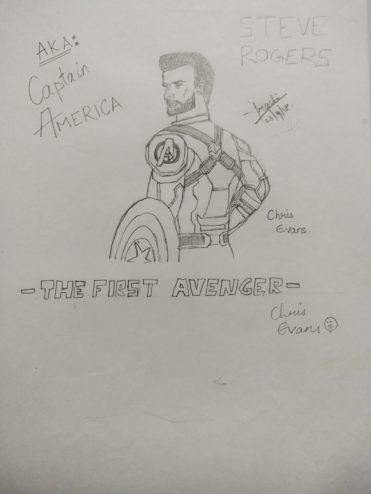 AKA:
Captain
AMERICA
STEVE
ROGERS
Chris
Evans.
-THE FIRST AVENGER-
Chris
Evans